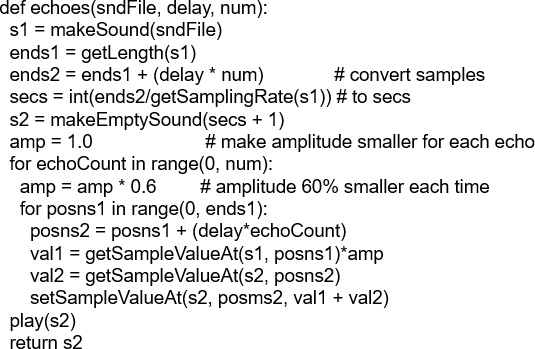 def echoes(sndFile, delay, num):
s1 = makeSound(sndFile)
ends1 = getLength(s1)
ends2 = ends1 + (delay * num) # convert samples
secs = int(ends2/getSamplingRate(s1)) # to secs
s2 = makeEmptySound(secs + 1)
amp = 1.0 # make amplitude smaller for each echo
for echoCount in range(0, num):
amp = amp * 0.6 # amplitude 60% smaller each time
for posns1 in range(0, ends1):
posns2 = posns1 + (delay*echoCount)
val1 = getSampleValueAt(s1, posns1)*amp
val2 = getSampleValueAt(s2, posns2)
setSampleValueAt(s2, posms2, val1 + val2)
play(s2)
return s2